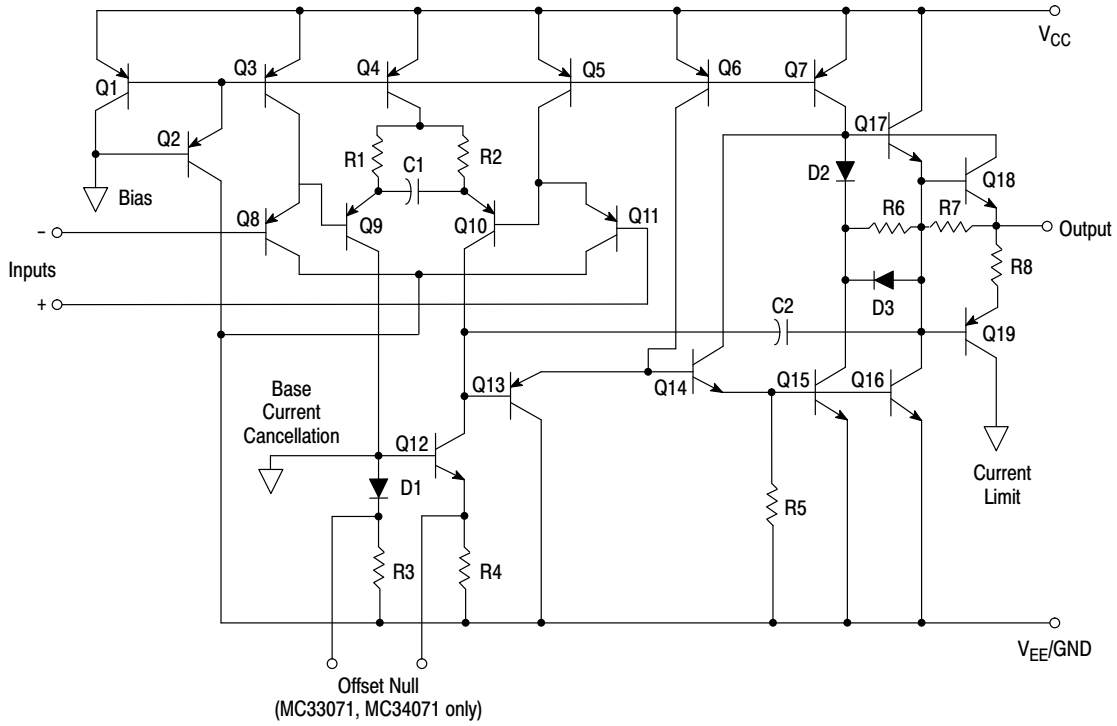 VCC
Q1
Q3
Q4
Q5
Q6
Q7
Q2
Q17
R1
C1
R2
D2
Q18
Bias
Q8
Q9
Q10
Q11
R6
R7
–
Output
Inputs
R8
+
D3
C2
Q19
Q13
Q14
Q15
Q16
Base
Current
Cancellation
Q12
D1
Current
Limit
R5
R3
R4
VEE/GND
Offset Null
(MC33071, MC34071 only)